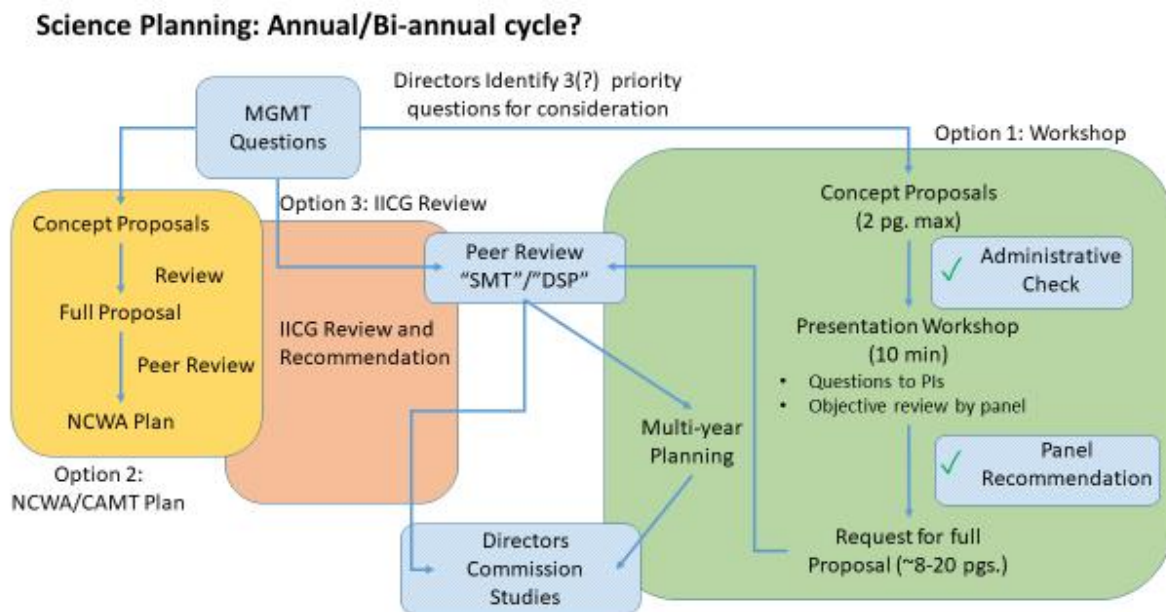 Science Planning: Annual/Bi-annual cycle?
Directors Identify 3(?) priority
questions for consideration
MGMT
Questions
Option 1: Workshop
Concept Proposals
Review
Full Proposal
Peer Review
NCWA Plan
Option 2:
NCWA/CAMT Plan
Option 3: IICG Review
IICG Review and
Recommendation
Peer Review
"SMT"/"DSP"
Concept Proposals
(2 pg. max)
✓ Administrative
Check
Presentation Workshop
(10 min)
• Questions to PIs
• Objective review by panel
✓ Panel
Recommendation
Request for full
Proposal (~8-20 pgs.)
Multi-year
Planning
Directors
Commission
Studies